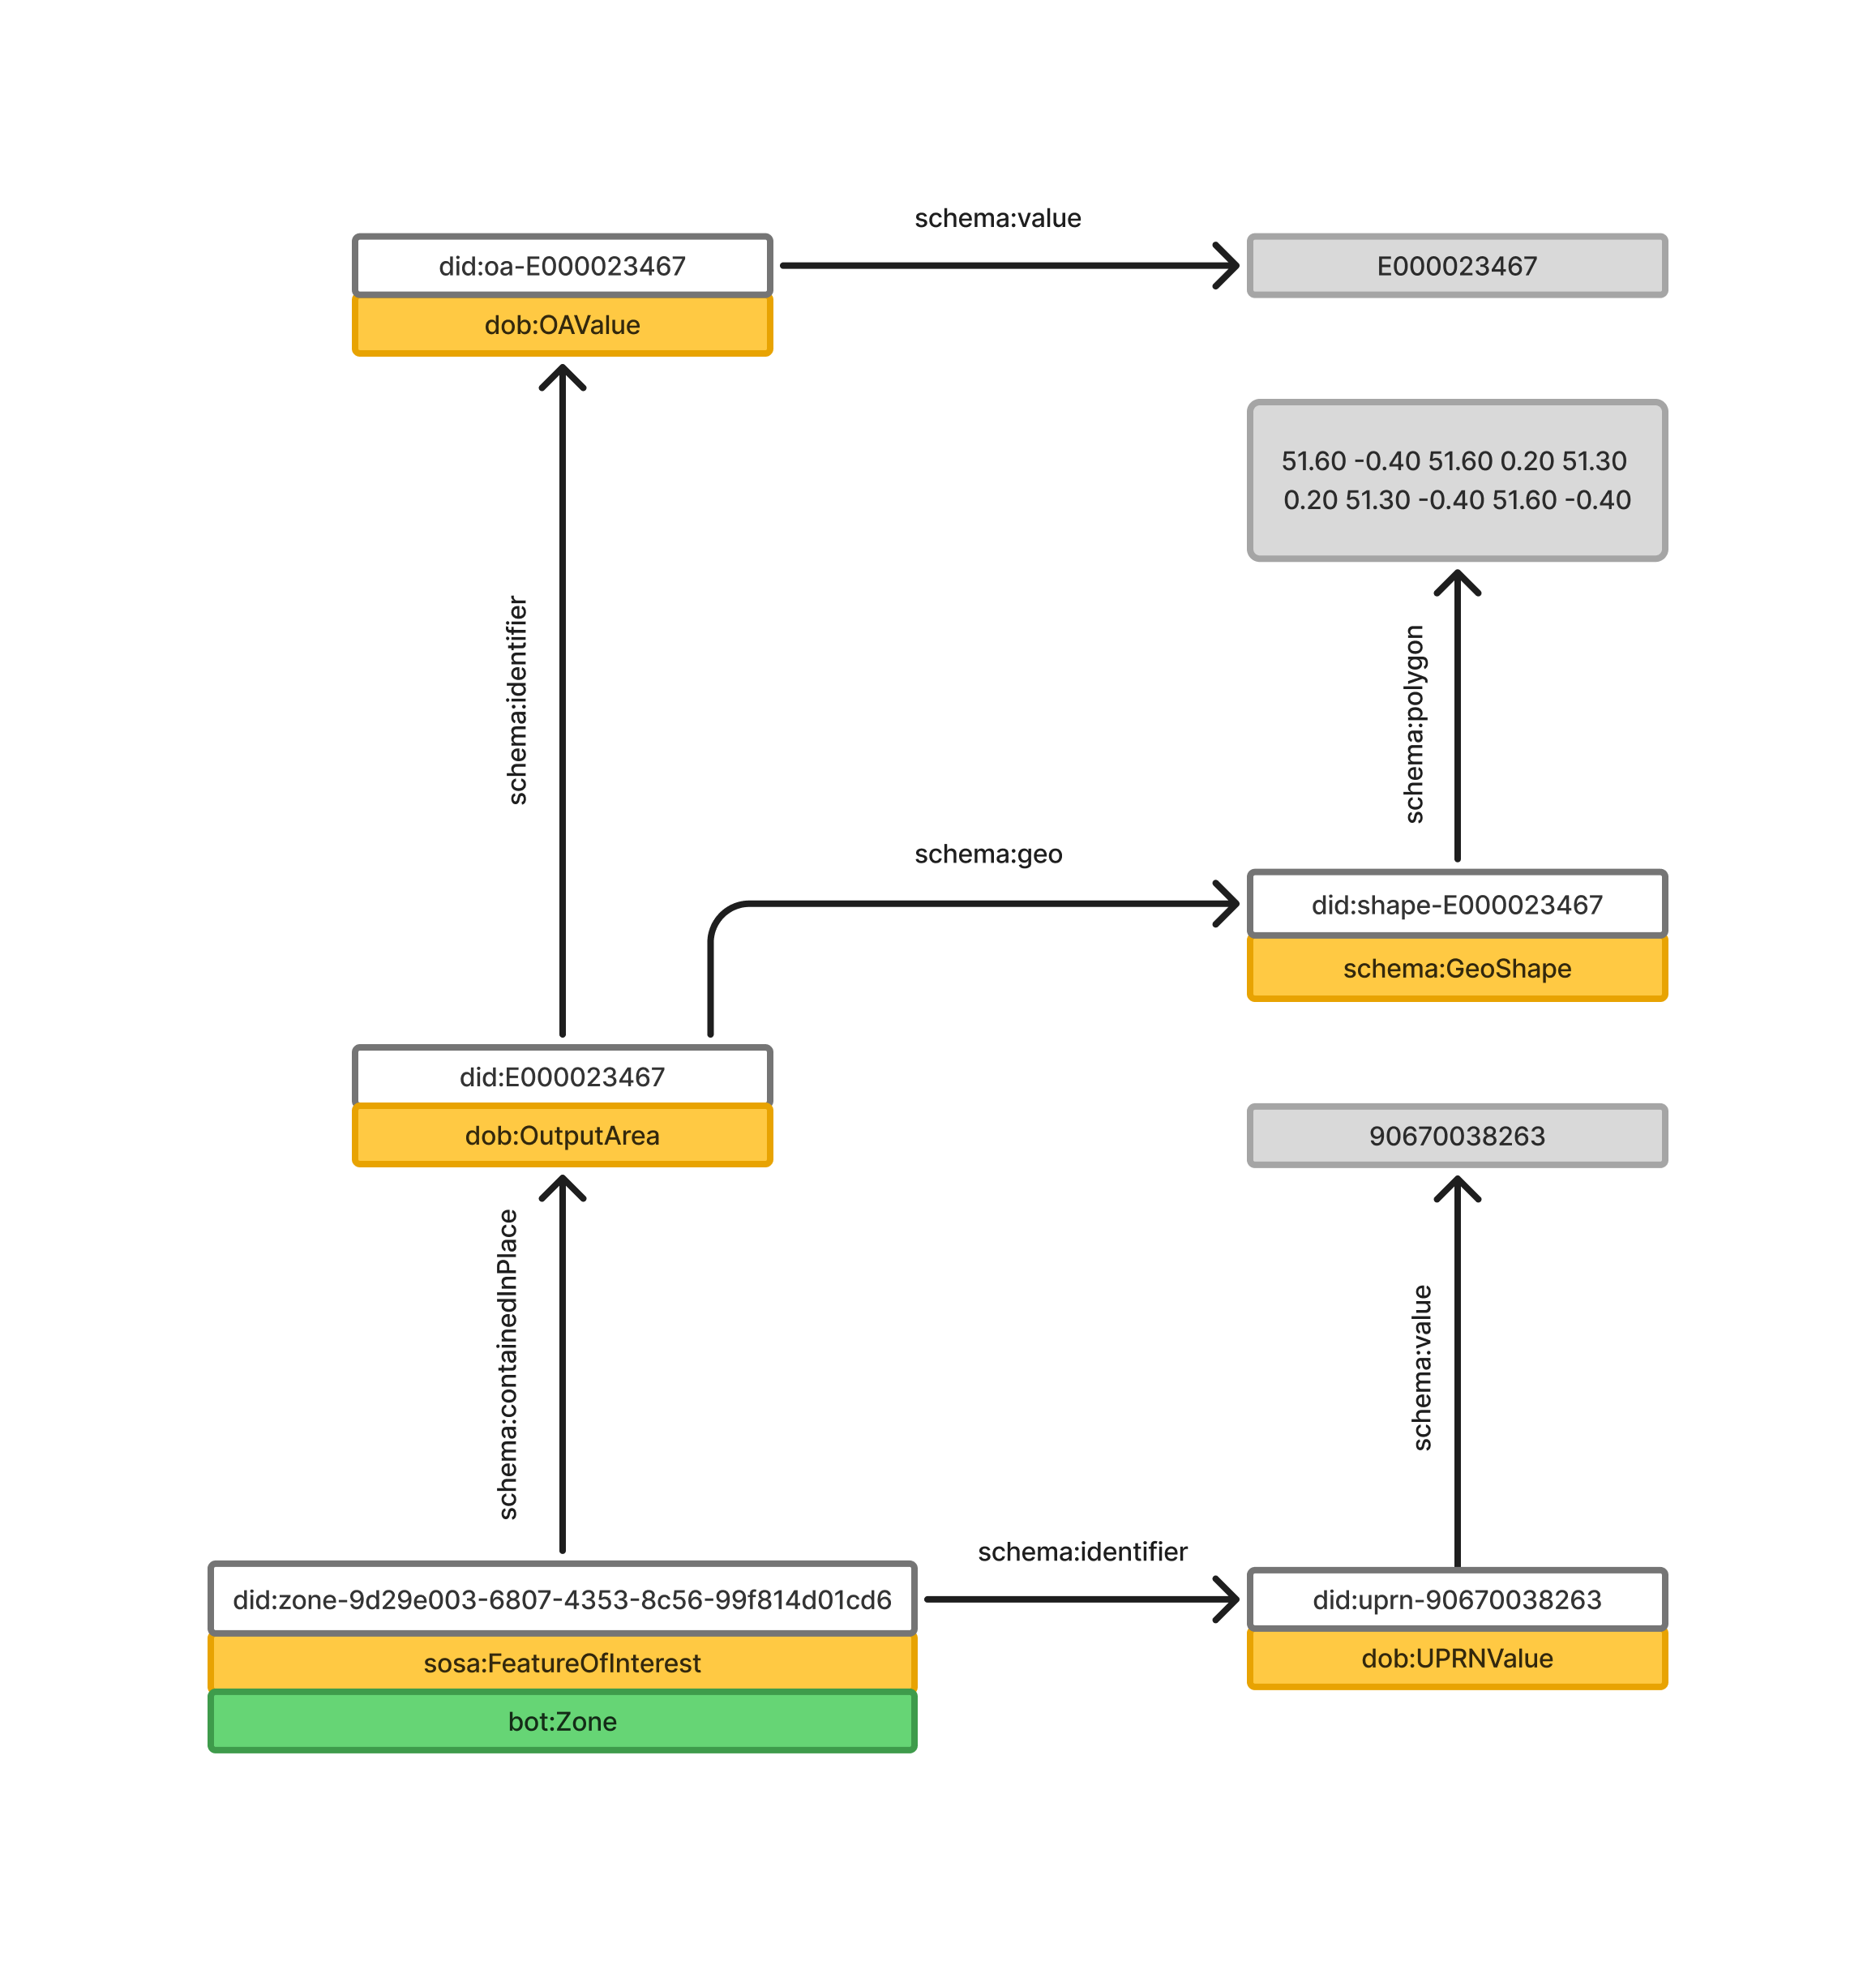 schema:value
did:oa-E000023467
E000023467
dob:OAValue
51.60 -0.40 51.60 0.20 51.30
0.20 51.30 -0.40 51.60 -0.40
schema:identifier
schema:polygon
schema:geo
did:shape-E000023467
schema:GeoShape
did:E000023467
dob:OutputArea
90670038263
schema:containedInPlace
schema:value
schema:identifier
did:zone-9d29e003-6807-4353-8c56-99f814d01cd6
did:uprn-90670038263
sosa:FeatureOfInterest
dob:UPRNValue
bot:Zone